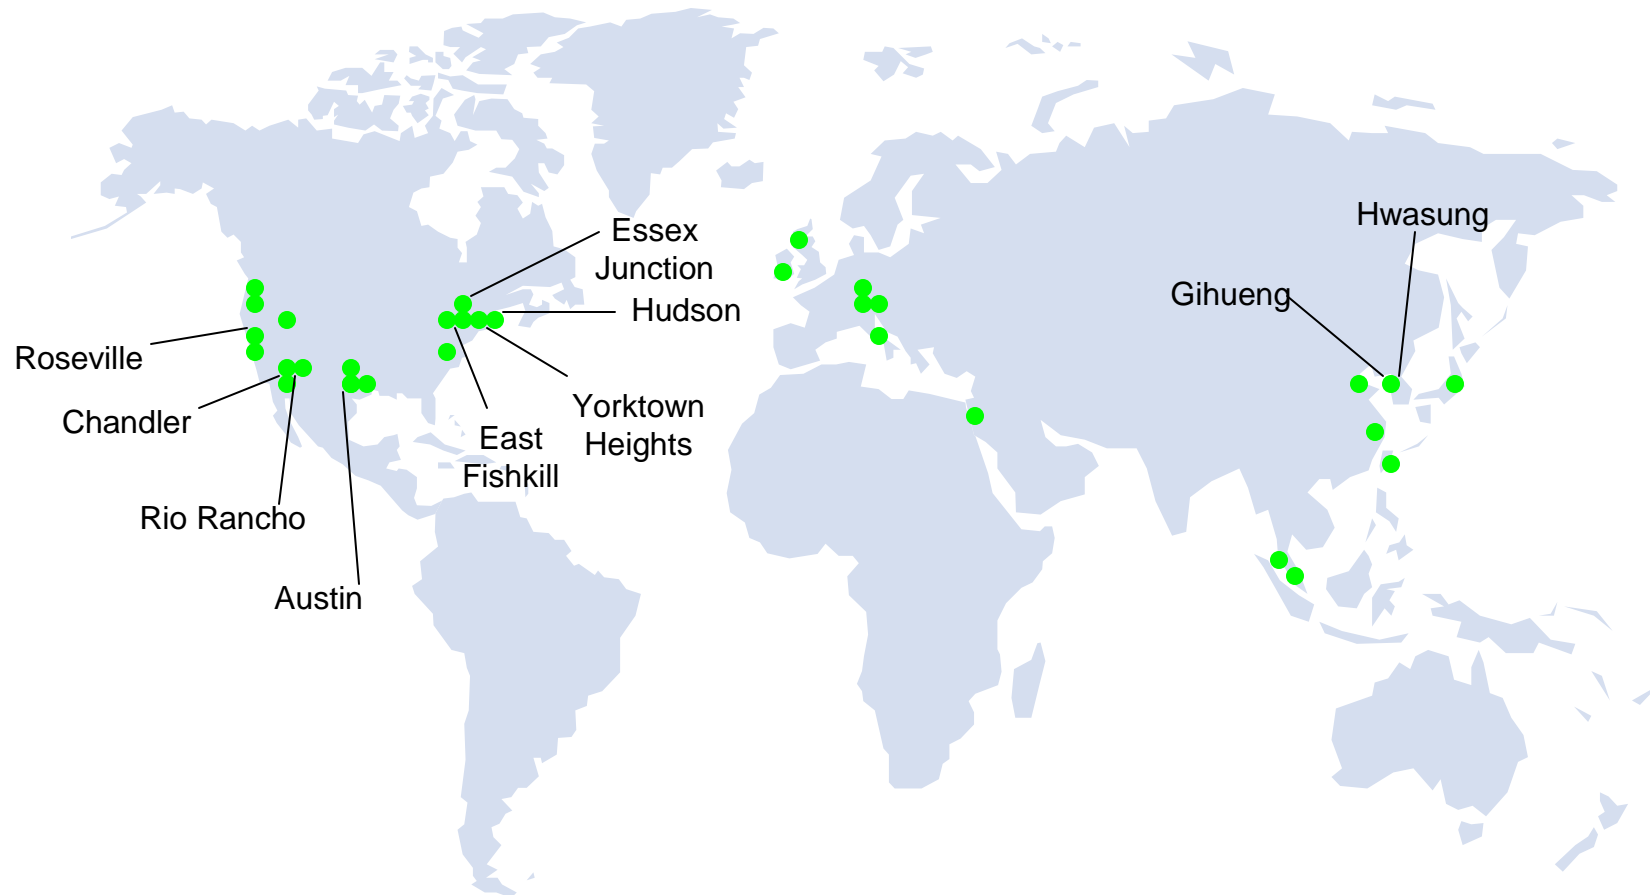 Essex
Junction
Hudson
Roseville
Chandler
Yorktown
Heights
East
Fishkill
Rio Rancho
Austin
Hwasung
Gihueng